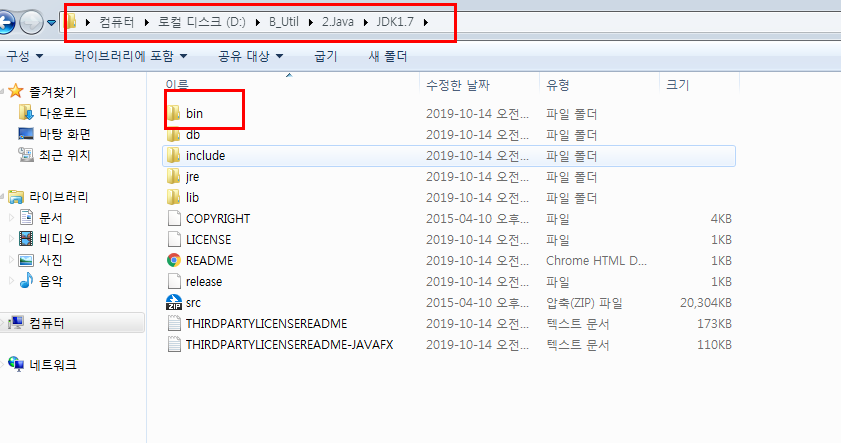 컴퓨터 로컬 디스크 (D:) B_Util 2.Java JDK1.7
구성 라이브러리에 포함 공유 대상 굽기 새 폴더
즐겨찾기
다운로드
바탕 화면
최근 위치
라이브러리
문서
비디오
사진
음악
컴퓨터
네트워크
이름 수정한 날짜 유형 크기
bin 2019-10-14 오전... 파일 폴더
db 2019-10-14 오전... 파일 폴더
include 2019-10-14 오전... 파일 폴더
jre 2019-10-14 오전... 파일 폴더
lib 2019-10-14 오전... 파일 폴더
COPYRIGHT 2015-04-10 오후... 파일 4KB
LICENSE 2019-10-14 오전... 파일 1KB
README 2019-10-14 오전... Chrome HTML D... 1KB
release 2019-10-14 오전... 파일 1KB
ZIP src 2015-04-10 오후... 압축(ZIP) 파일 20,304KB
THIRDPARTYLICENSEREADME 2019-10-14 오전... 텍스트 문서 173KB
THIRDPARTYLICENSEREADME-JAVAFX 2019-10-14 오전... 텍스트 문서 110KB